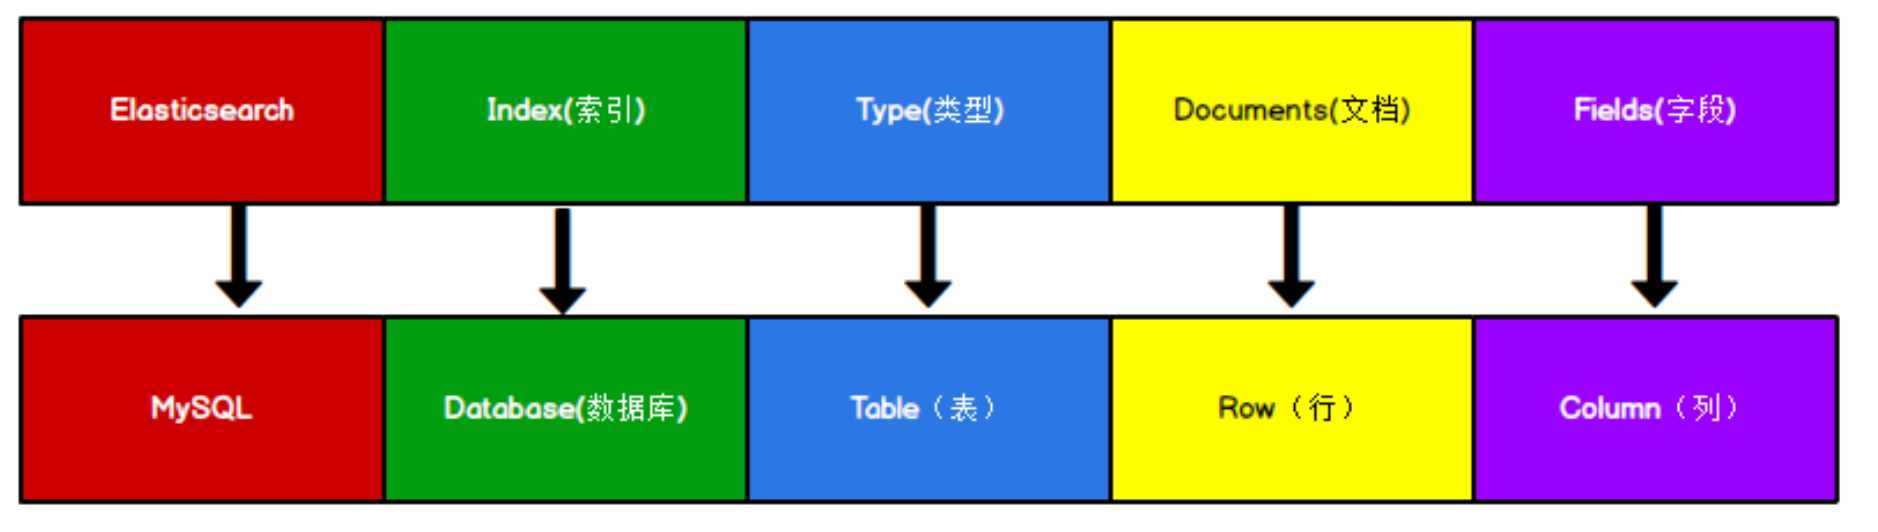 Elasticsearch
Index(索引)
Type(类型)
Documents(文档)
Fields(字段)
MySQL
Database(数据库)
Table（表）
Row（行）
Column（列）